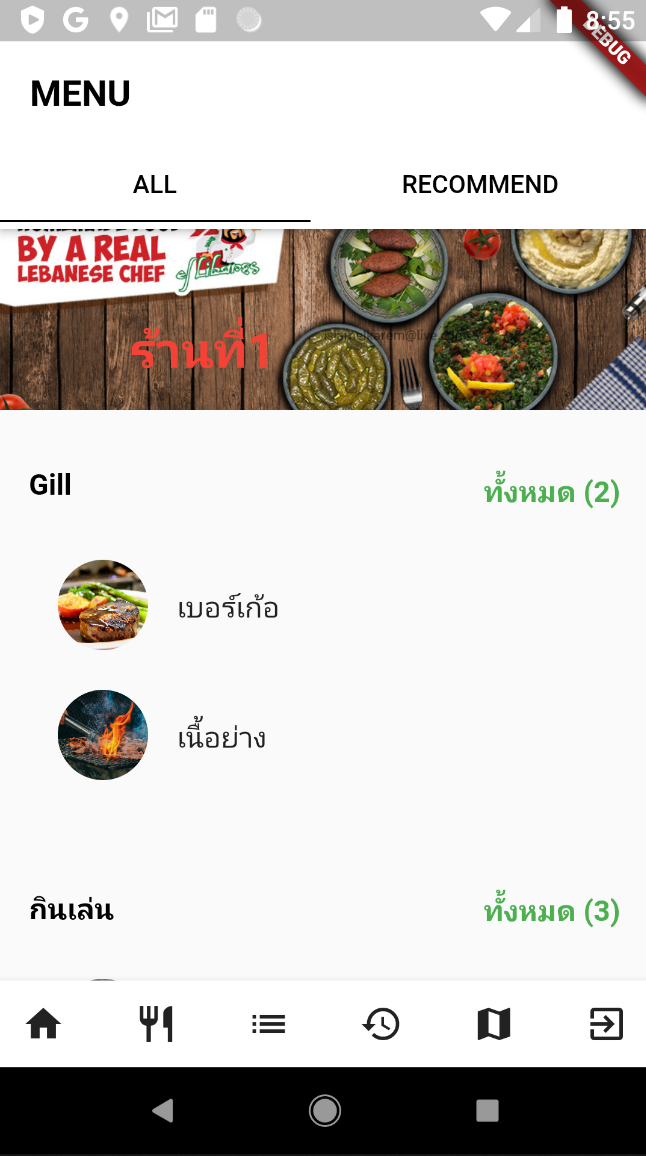 8:55
DEBUG
MENU
ALL
RECOMMEND
BY A REAL
LEBANESE CHEF
ร้านที่1
Gill
ทั้งหมด (2)
เบอร์เก้อ
เนื้อย่าง
กินเล่น
ทั้งหมด (3)